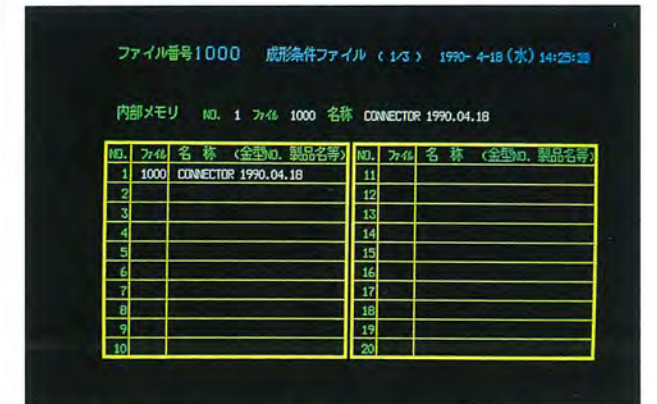 ファイル番号1000 成形条件ファイル (1/3) 1990- 4-18(水) 14:25:
内部メモリ NO. 1 ファイル 1000 名称 CONNECTOR 1990.04.18
NO. ファイル 名 称 (金型NO. 製品名等) NO. ファイル 名 称 (金型NO. 製品名等)
1 1000 CONNECTOR 1990.04.18 11
2 12
3 13
4 14
5 15
6 16
7 17
8 18
9 19
10 20